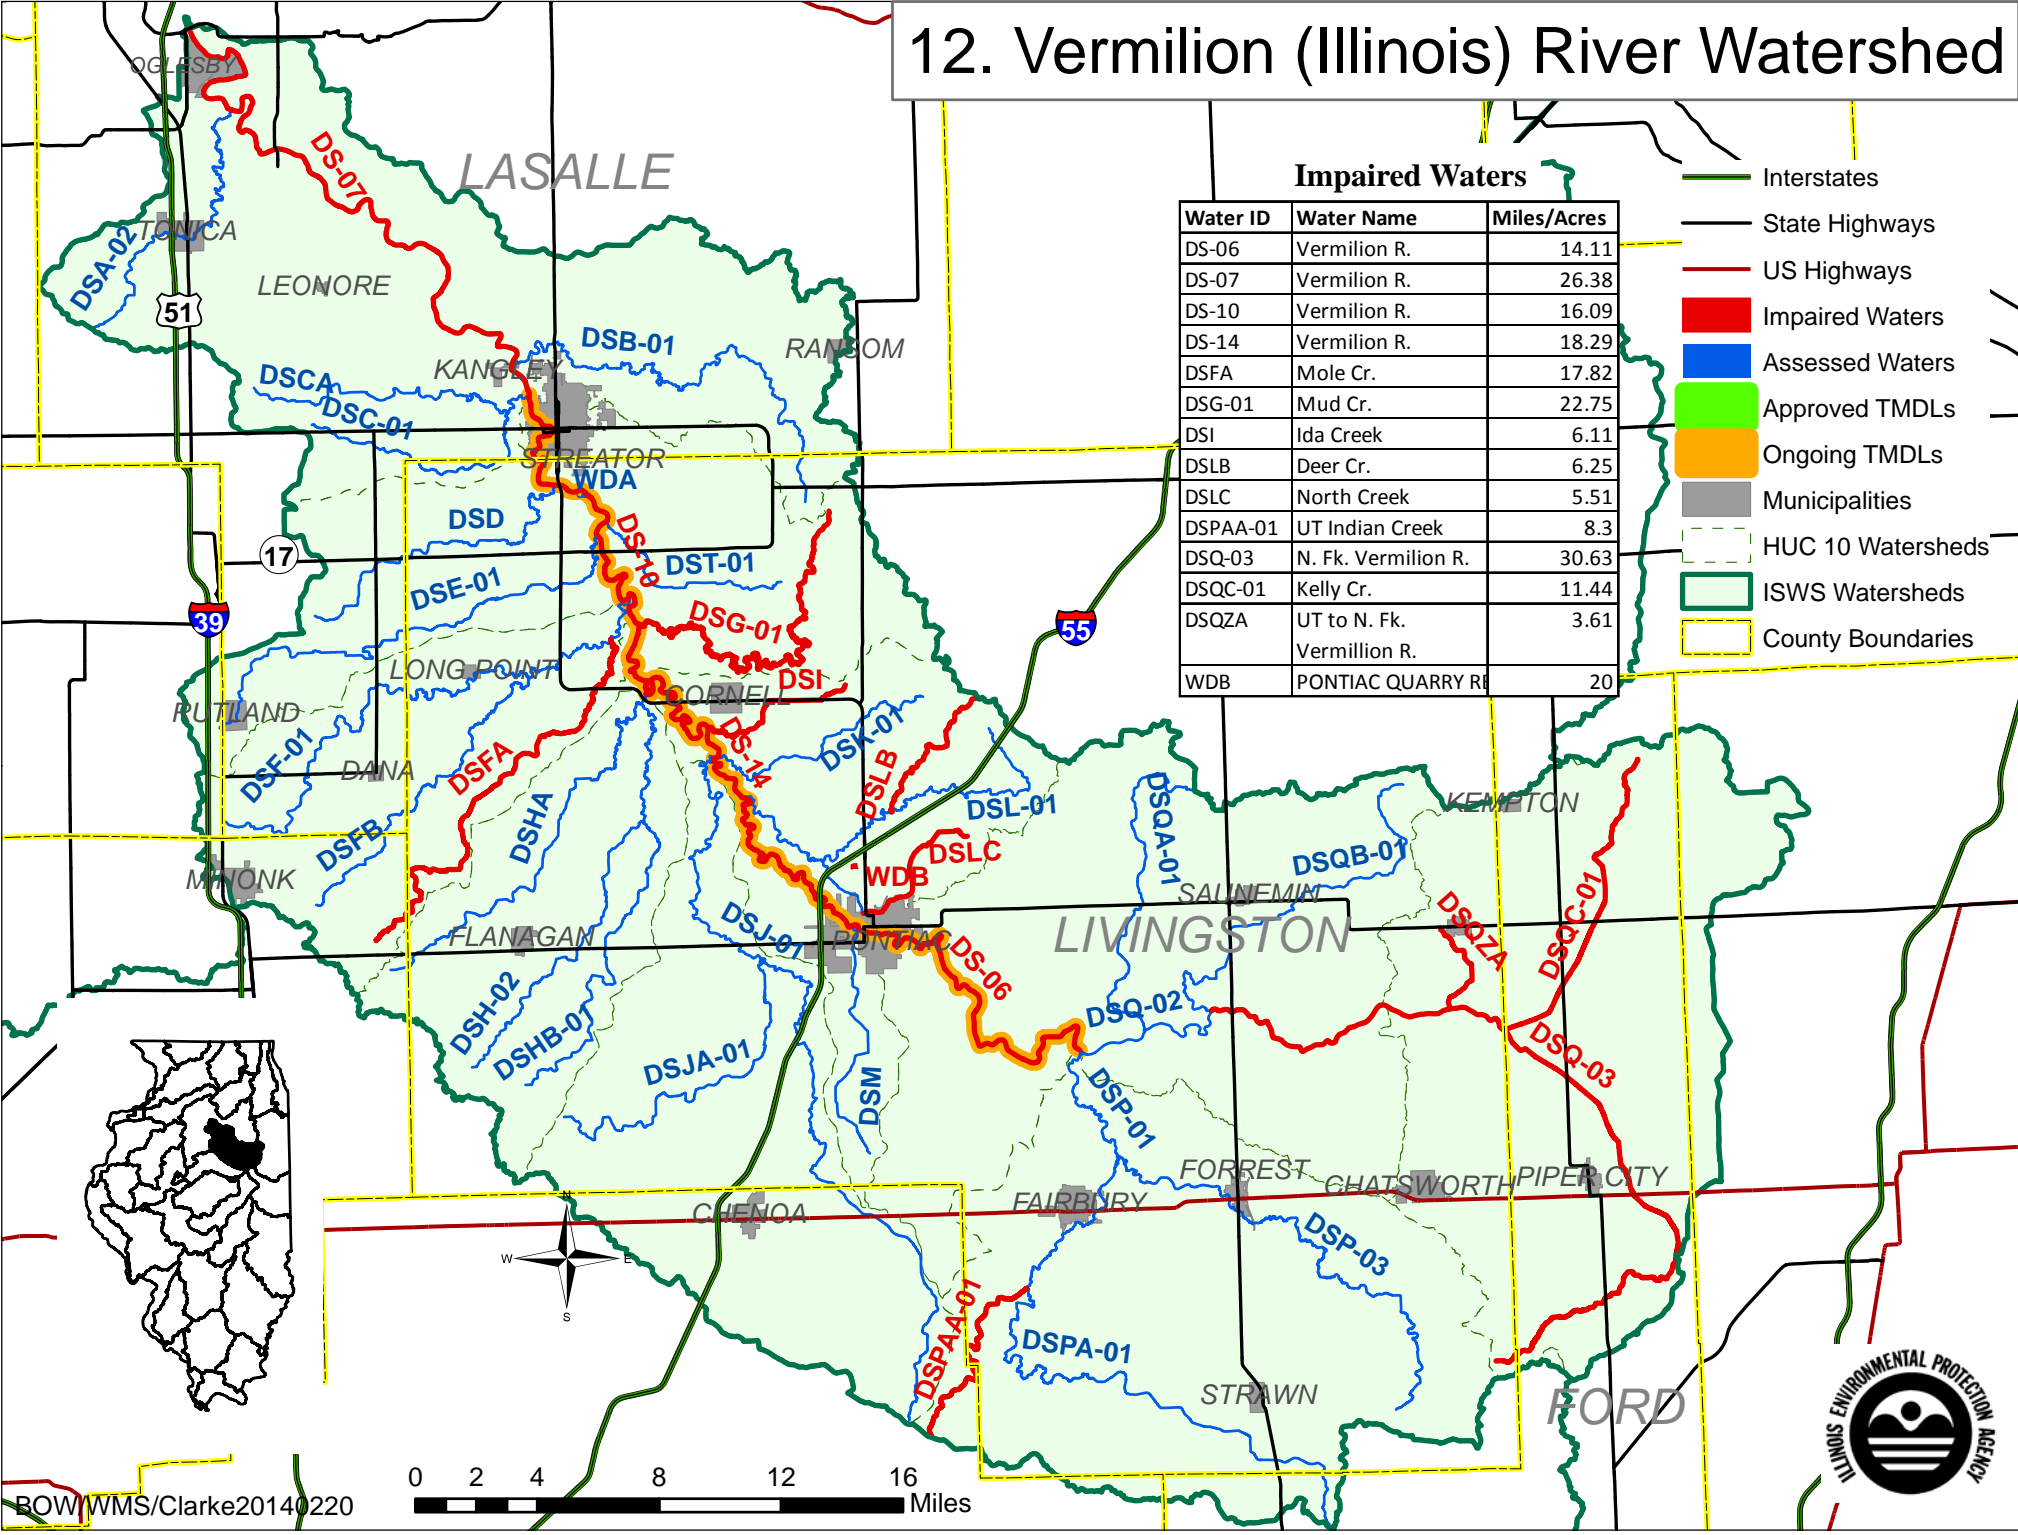 12. Vermilion (Illinois) River Watershed
Impaired Waters
Water ID Water Name Miles/Acres
DS-06 Vermilion R. 14.11
DS-07 Vermilion R. 26.38
DS-10 Vermilion R. 16.09
DS-14 Vermilion R. 18.29
DSFA Mole Cr. 17.82
DSG-01 Mud Cr. 22.75
DSI Ida Creek 6.11
DSLB Deer Cr. 6.25
DSLC North Creek 5.51
DSPAA-01 UT Indian Creek 8.3
DSQ-03 N. Fk. Vermilion R. 30.63
DSQC-01 Kelly Cr. 11.44
DSQZA UT to N. Fk. 3.61
Vermillion R.
WDB PONTIAC QUARRY RE 20
Interstates
State Highways
US Highways
Impaired Waters
Assessed Waters
Approved TMDLs
Ongoing TMDLs
Municipalities
HUC 10 Watersheds
ISWS Watersheds
County Boundaries
OGLESBY
DS-07
LASALLE
TONICA
DSA-02
LEONORE
51
DSB-01
RANSOM
KANGLEY
DSCA
DSC-01
STREATOR
WDA
DSD
DS-10
17
DST-01
DSE-01
39
DSG-01
55
LONG POINT
DSI
CORNELL
RUTLAND
DSF-01
DANA
DSFA
DS-14
DSK-01
DSLB
DSL-01
DSHA
DSFB
DSQA-01
KEMPTON
DSLC
DSQB-01
WDB
MINONK
SAUNEMIN
DSQC-01
DSQZA
FLANAGAN
DSJ-01
PONTIAC
LIVINGSTON
DS-06
DSH-02
DSHB-01
DSQ-02
DSQ-03
DSJA-01
DSM
DSP-01
FORREST
CHATSWORTH
PIPER CITY
CHENOA
FAIRBURY
DSP-03
DSPAA-01
DSPA-01
STRAWN
FORD
N
W
E
S
0 2 4 8 12 16
Miles
BOW/WMS/Clarke20140220
ILLINOIS ENVIRONMENTAL PROTECTION AGENCY